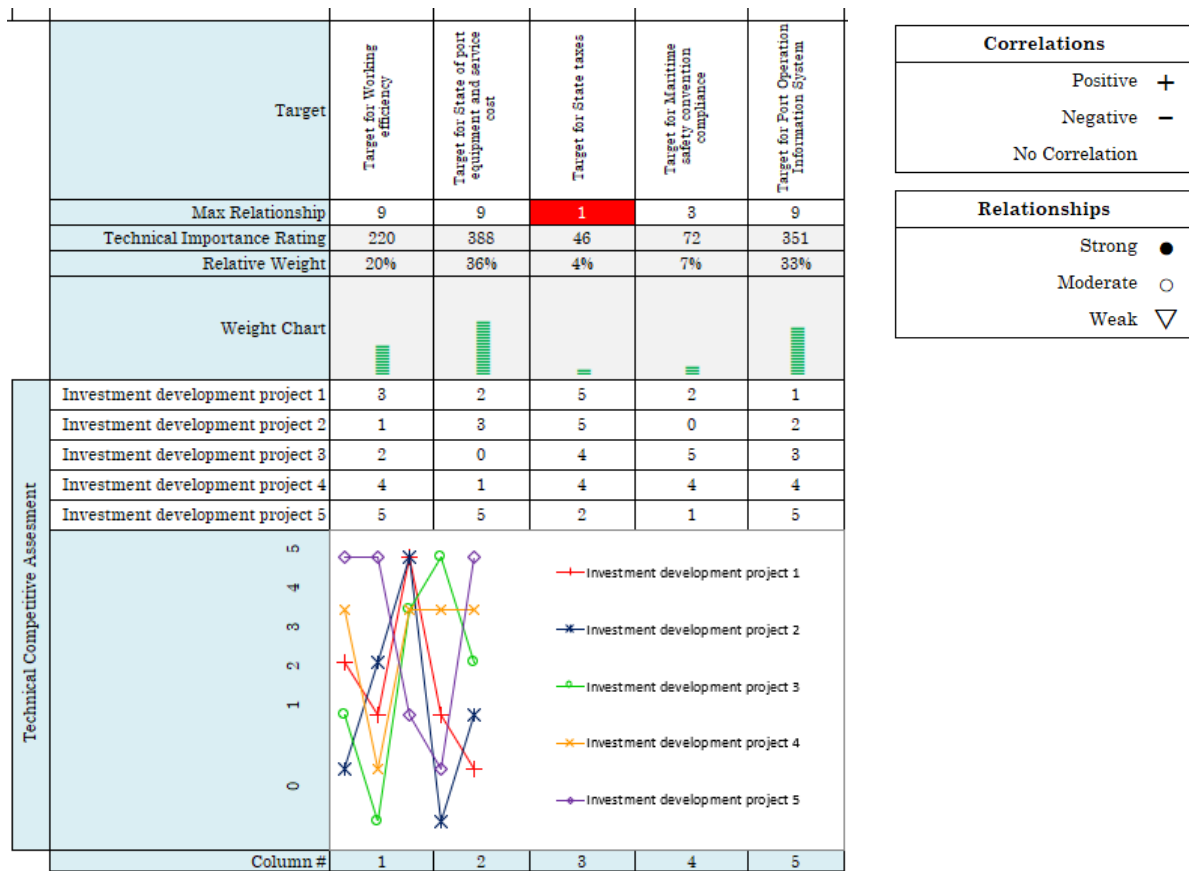 Target
Target for Working
efficiency
Target for State of port
equipment and service
cost
Target for State taxes
Target for Maritime
safety convention
compliance
Target for Port Operation
Information System
Max Relationship 9 9 1 3 9
Technical Importance Rating 220 388 46 72 351
Relative Weight 20% 36% 4% 7% 33%
Weight Chart
Technical Competitive Assesment
Investment development project 1 3 2 5 2 1
Investment development project 2 1 3 5 0 2
Investment development project 3 2 0 4 5 3
Investment development project 4 4 1 4 4 4
Investment development project 5 5 5 2 1 5
5
4
3
2
1
0
Investment development project 1
Investment development project 2
Investment development project 3
Investment development project 4
Investment development project 5
Column # 1 2 3 4 5
Correlations
Positive +
Negative −
No Correlation
Relationships
Strong ●
Moderate ○
Weak ▽